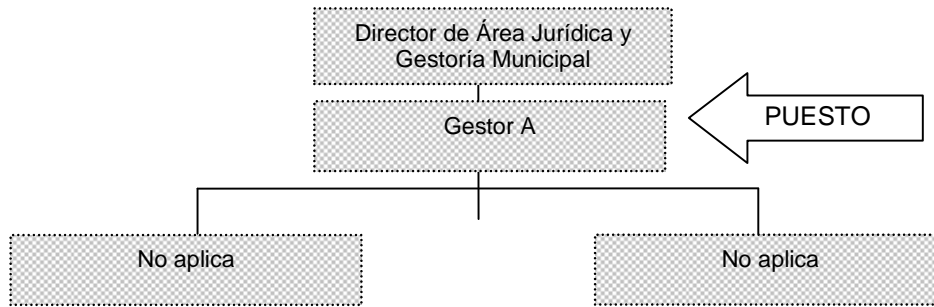 Director de Área Jurídica y
Gestoría Municipal
Gestor A
PUESTO
No aplica
No aplica